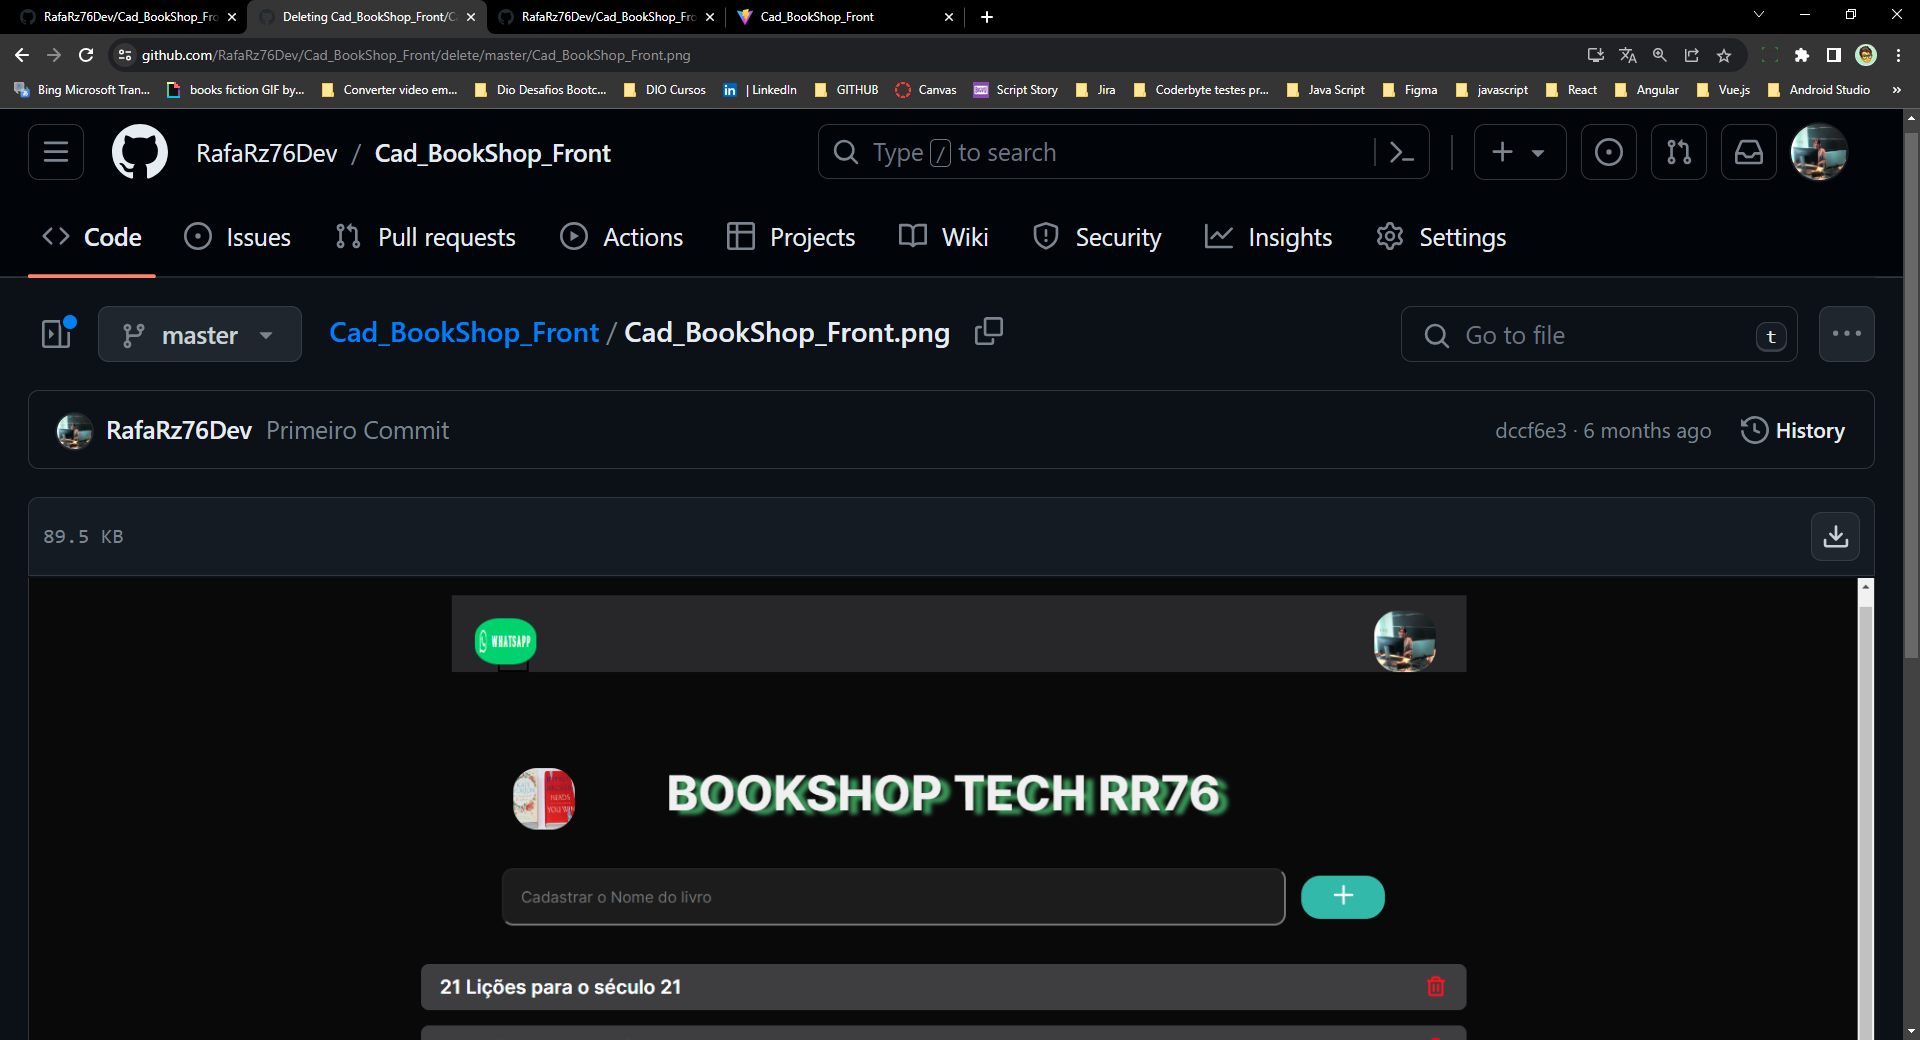 RafaRz76Dev/Cad_BookShop_Fro
Deleting Cad_BookShop_Front/C
RafaRz76Dev/Cad_BookShop_Fro
Cad_BookShop_Front
github.com/RafaRz76Dev/Cad_BookShop_Front/delete/master/Cad_BookShop_Front.png
Bing Microsoft Tran... books fiction GIF by... Converter video em... Dio Desafios Bootc... DIO Cursos | LinkedIn GITHUB Canvas Script Story Jira Coderbyte testes pr... Java Script Figma javascript React Angular Vue.js Android Studio »
RafaRz76Dev / Cad_BookShop_Front
Type / to search
Code Issues Pull requests Actions Projects Wiki Security Insights Settings
master Cad_BookShop_Front / Cad_BookShop_Front.png Go to file t
RafaRz76Dev Primeiro Commit dccf6e3 · 6 months ago History
89.5 KB
WHATSAPP
BOOKSHOP TECH RR76
Cadastrar o Nome do livro
21 Lições para o século 21